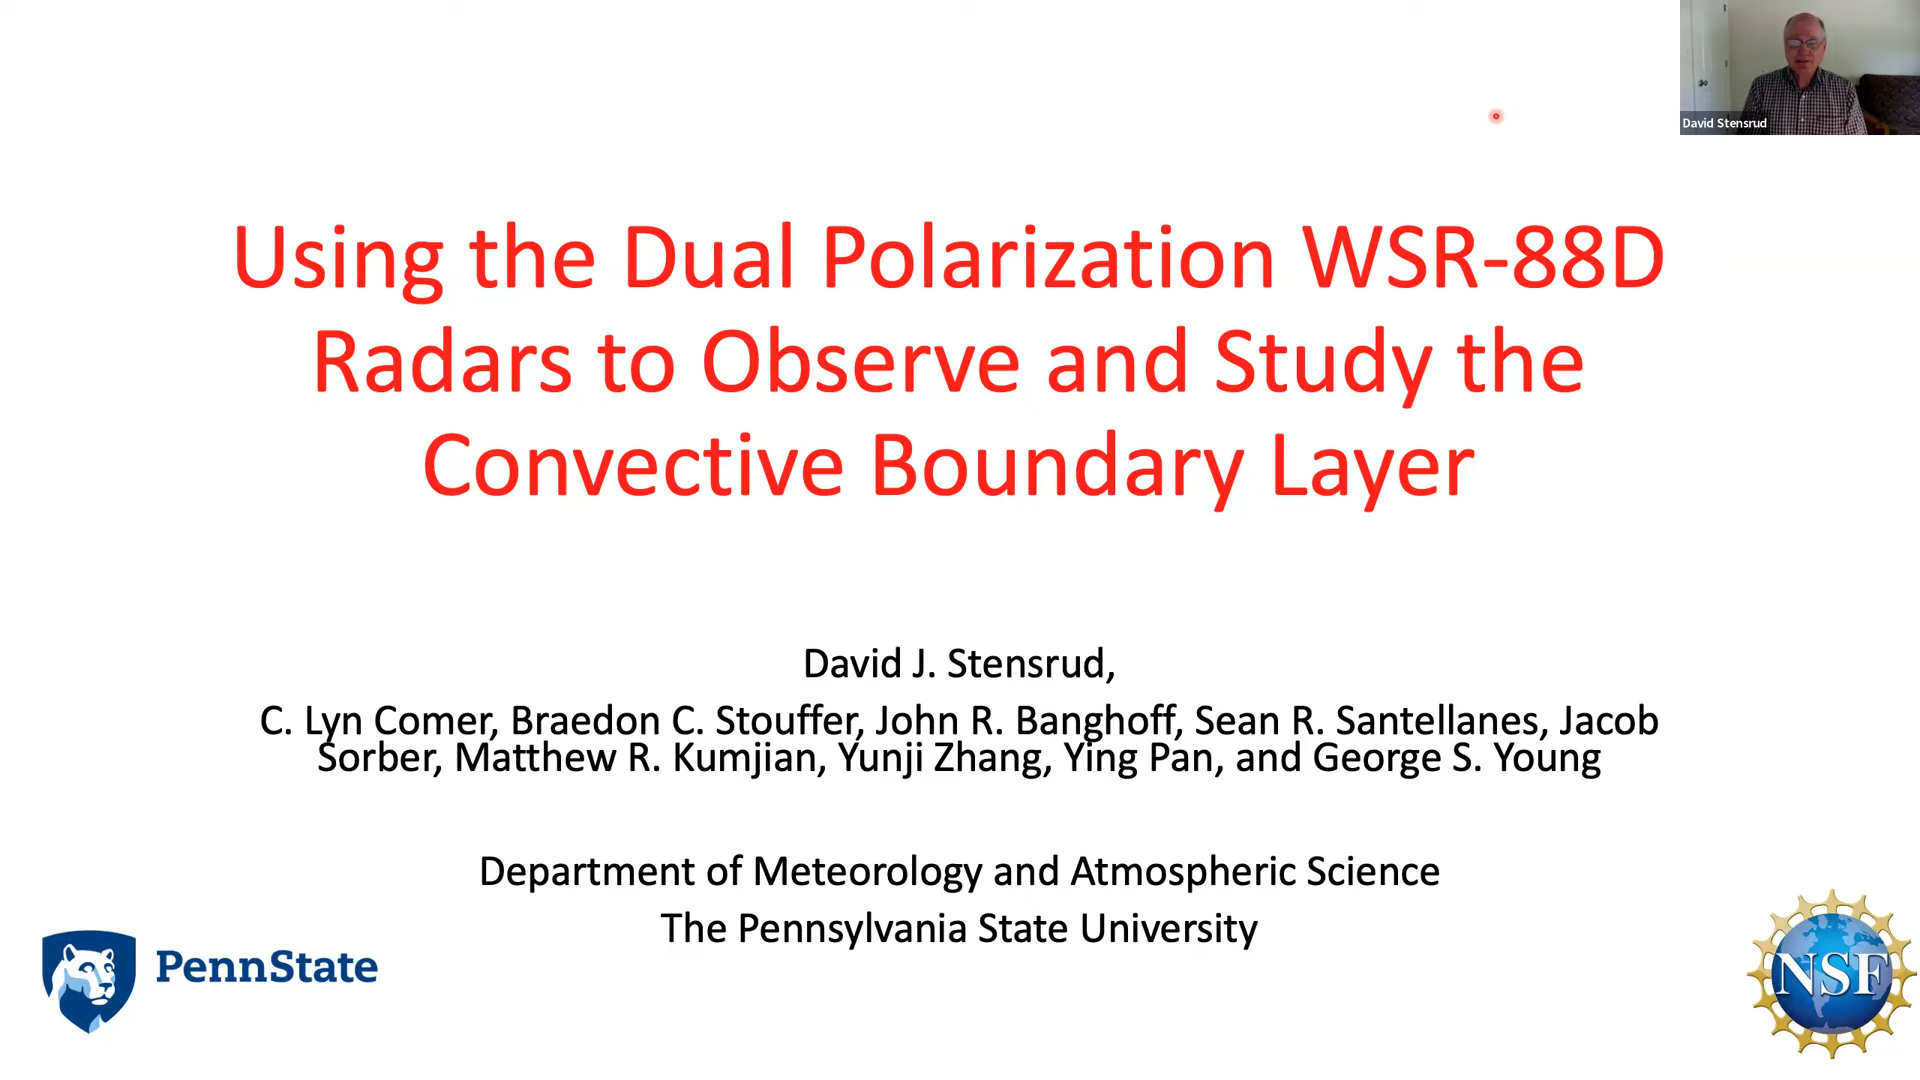 David Stensrud
Using the Dual Polarization WSR-88D
Radars to Observe and Study the
Convective Boundary Layer
David J. Stensrud,
C. Lyn Comer, Braedon C. Stouffer, John R. Banghoff, Sean R. Santellanes, Jacob
Sorber, Matthew R. Kumjian, Yunji Zhang, Ying Pan, and George S. Young
Department of Meteorology and Atmospheric Science
The Pennsylvania State University
PennState
NSF